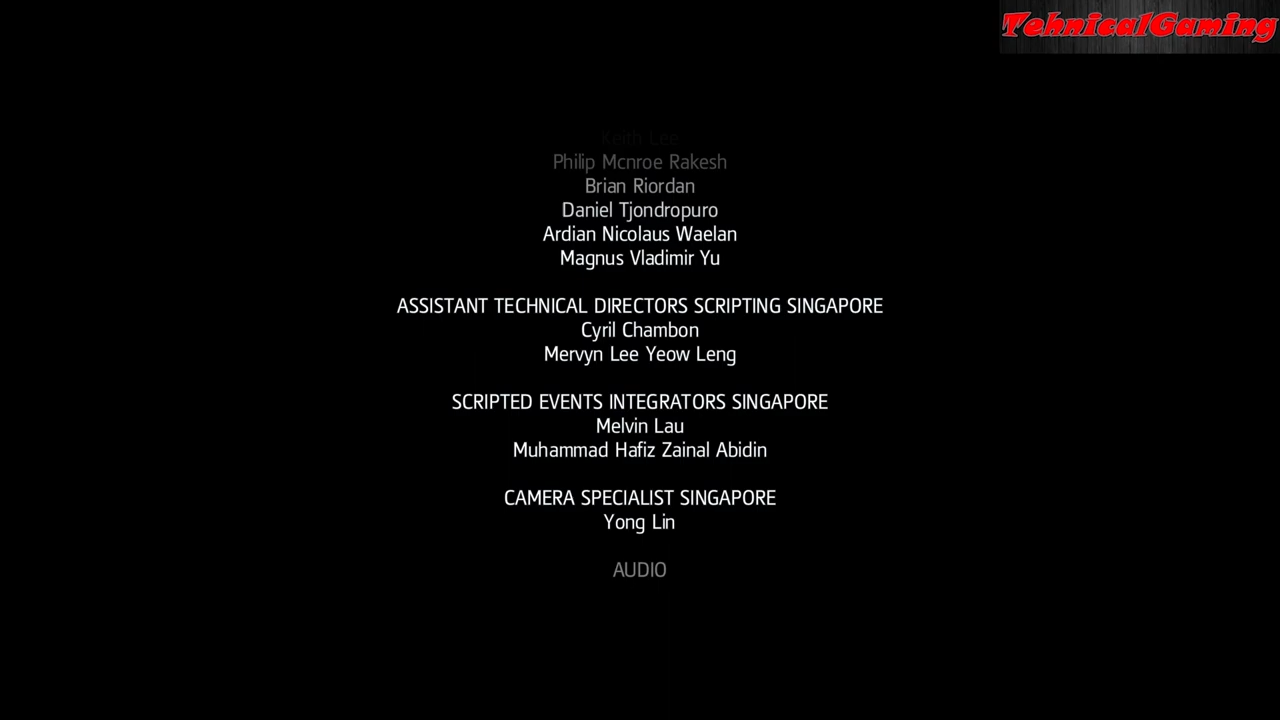 TehnicalGaming
Keith Lee
Philip Mcnroe Rakesh
Brian Riordan
Daniel Tjondropuro
Ardian Nicolaus Waelan
Magnus Vladimir Yu
ASSISTANT TECHNICAL DIRECTORS SCRIPTING SINGAPORE
Cyril Chambon
Mervyn Lee Yeow Leng
SCRIPTED EVENTS INTEGRATORS SINGAPORE
Melvin Lau
Muhammad Hafiz Zainal Abidin
CAMERA SPECIALIST SINGAPORE
Yong Lin
AUDIO